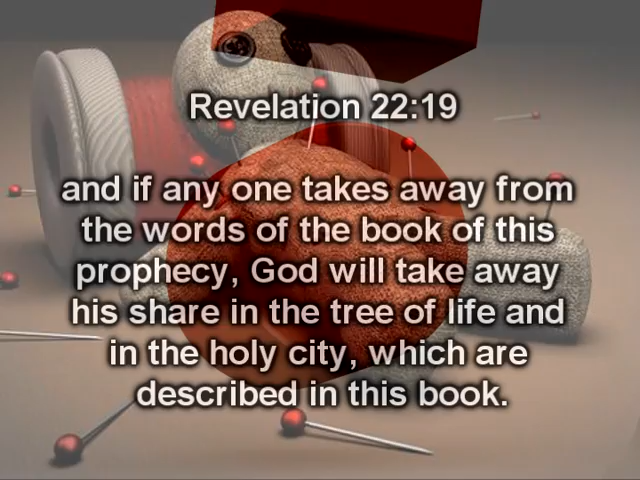 Revelation 22:19
and if any one takes away from
the words of the book of this
prophecy, God will take away
his share in the tree of life and
in the holy city, which are
described in this book.